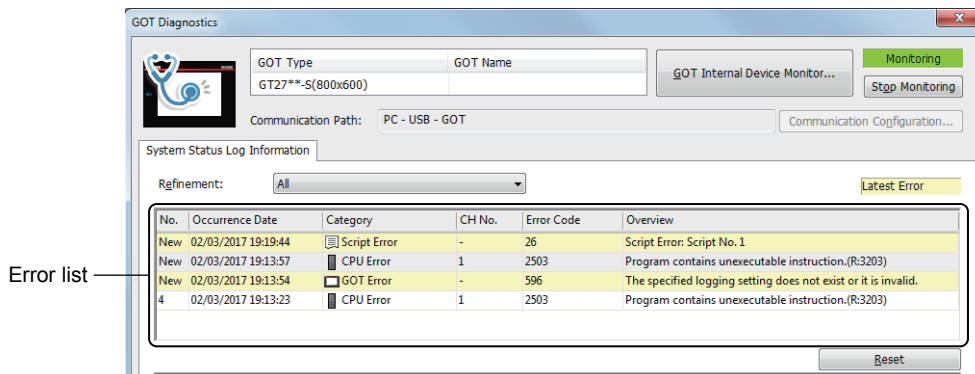 GOT Diagnostics
GOT Type GOT Name
GT27**-S(800x600)
GOT Internal Device Monitor...
Monitoring
Stop Monitoring
Communication Path: PC - USB - GOT Communication Configuration...
System Status Log Information
Refinement: All Latest Error
No. Occurrence Date Category CH No. Error Code Overview
New 02/03/2017 19:19:44 Script Error - 26 Script Error: Script No. 1
New 02/03/2017 19:13:57 CPU Error 1 2503 Program contains unexecutable instruction.(R:3203)
New 02/03/2017 19:13:54 GOT Error - 596 The specified logging setting does not exist or it is invalid.
4 02/03/2017 19:13:23 CPU Error 1 2503 Program contains unexecutable instruction.(R:3203)
Error list
Reset